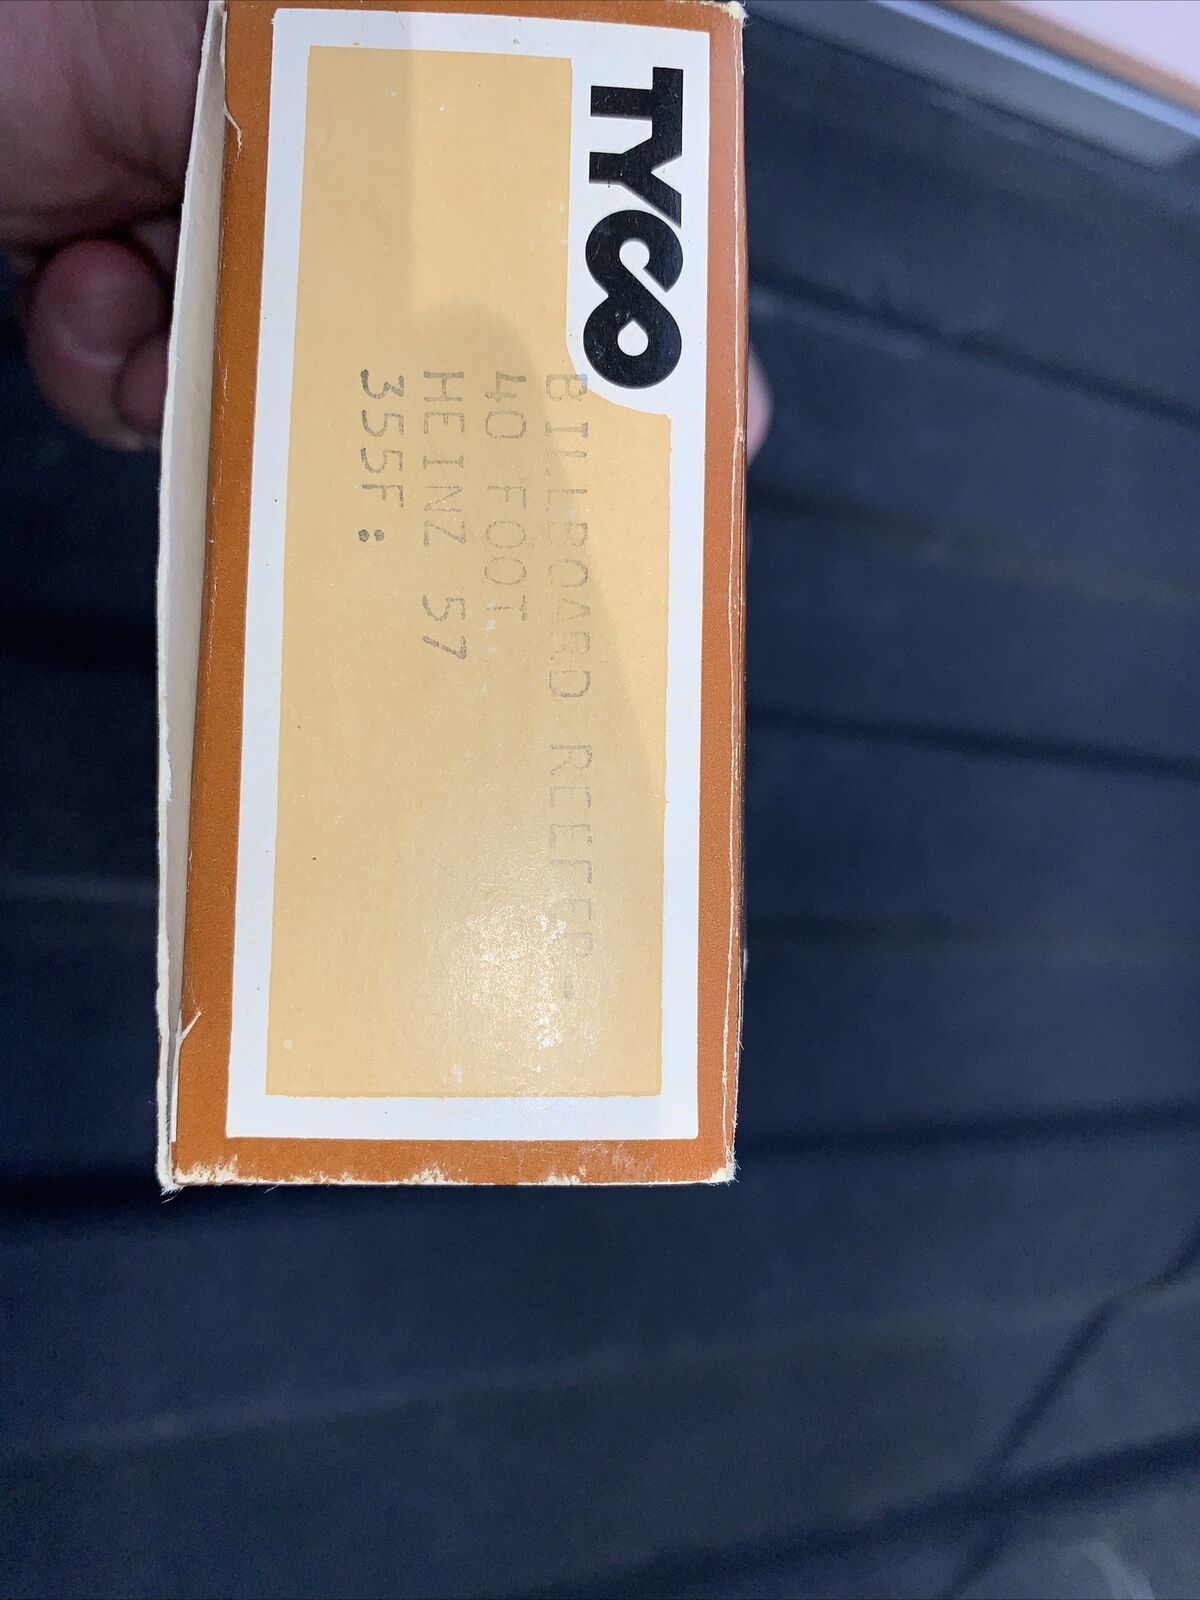 TYCO
BILLBOARD REEFER-
40 FOOT
HEINZ 57
355F: